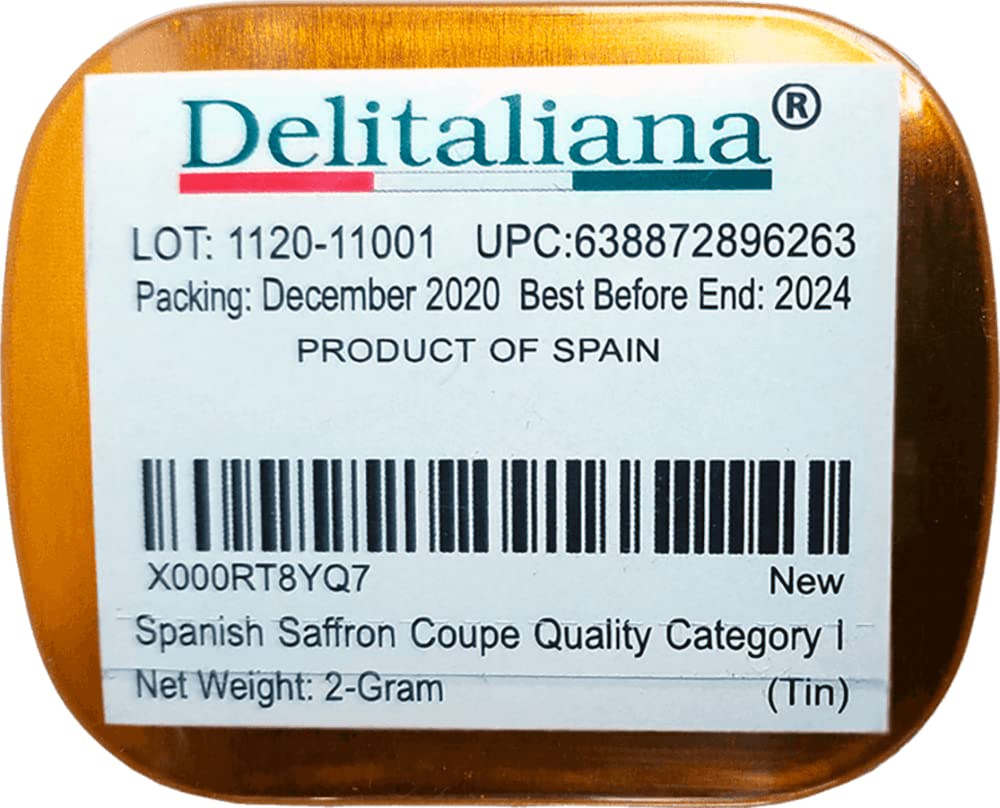 Delitaliana®
LOT: 1120-11001 UPC:638872896263
Packing: December 2020 Best Before End: 2024
PRODUCT OF SPAIN
X000RT8YQ7 New
Spanish Saffron Coupe Quality Category I
Net Weight: 2-Gram (Tin)